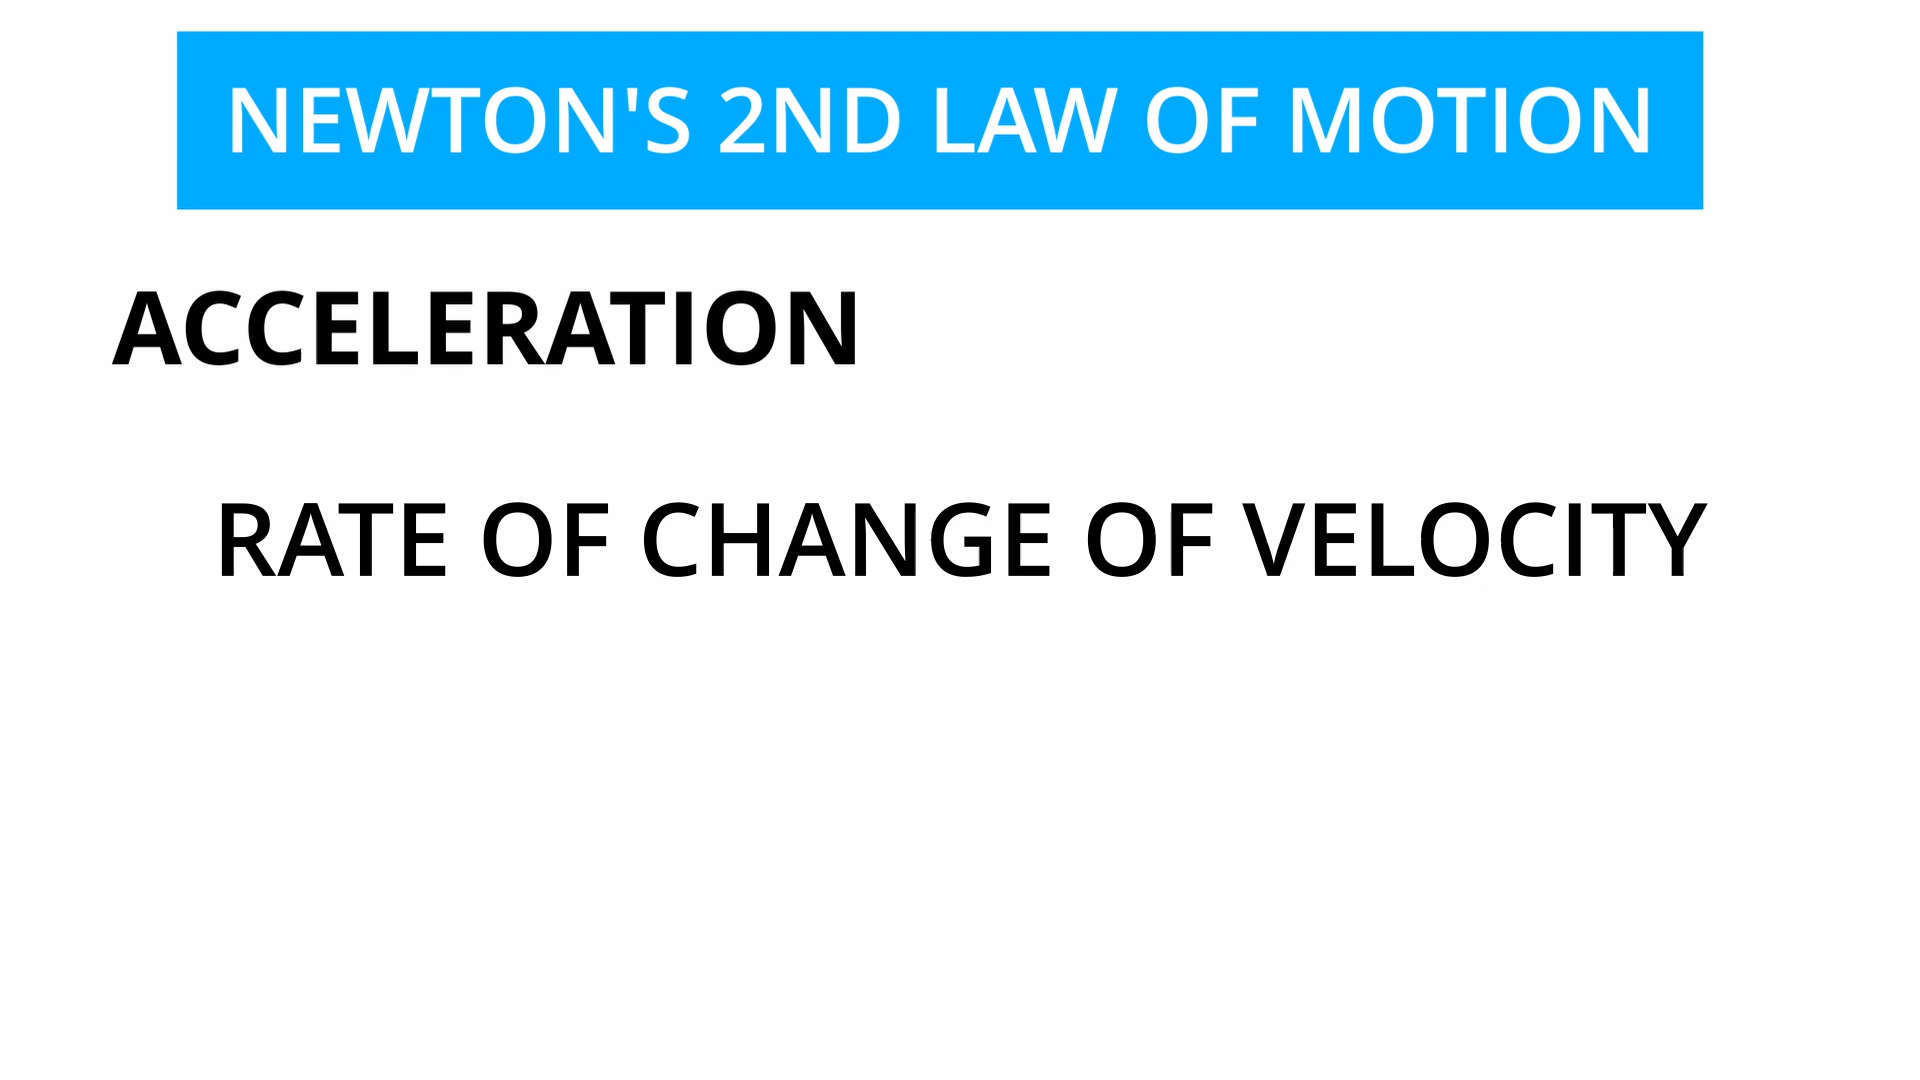 NEWTON'S 2ND LAW OF MOTION
ACCELERATION
RATE OF CHANGE OF VELOCITY